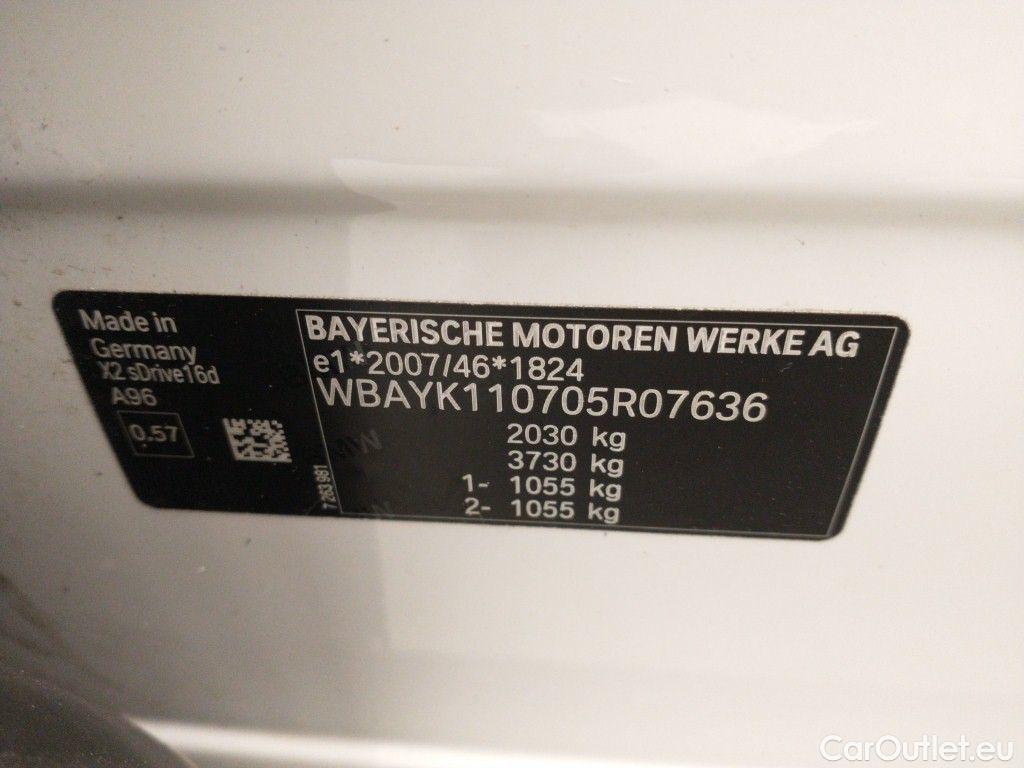 Made in
Germany
X2 sDrive16d
A96
0.57
7 263 981
BAYERISCHE MOTOREN WERKE AG
e1*2007/46*1824
WBAYK110705R07636
2030 kg
3730 kg
1- 1055 kg
2- 1055 kg
CarOutlet.eu